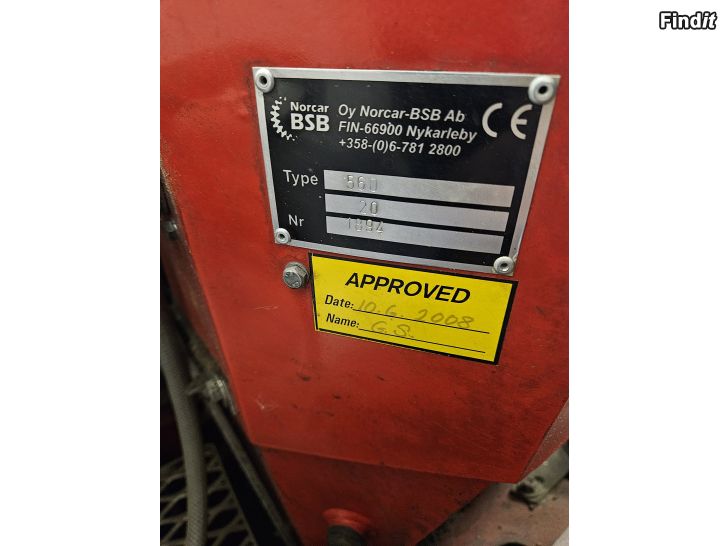 Findit
Norcar
BSB
Oy Norcar-BSB Ab
FIN-66900 Nykarleby
+358-(0)6-781 2800
CE
Type 560
20
Nr 1894
APPROVED
Date: 10.6. 2008
Name: G.S.